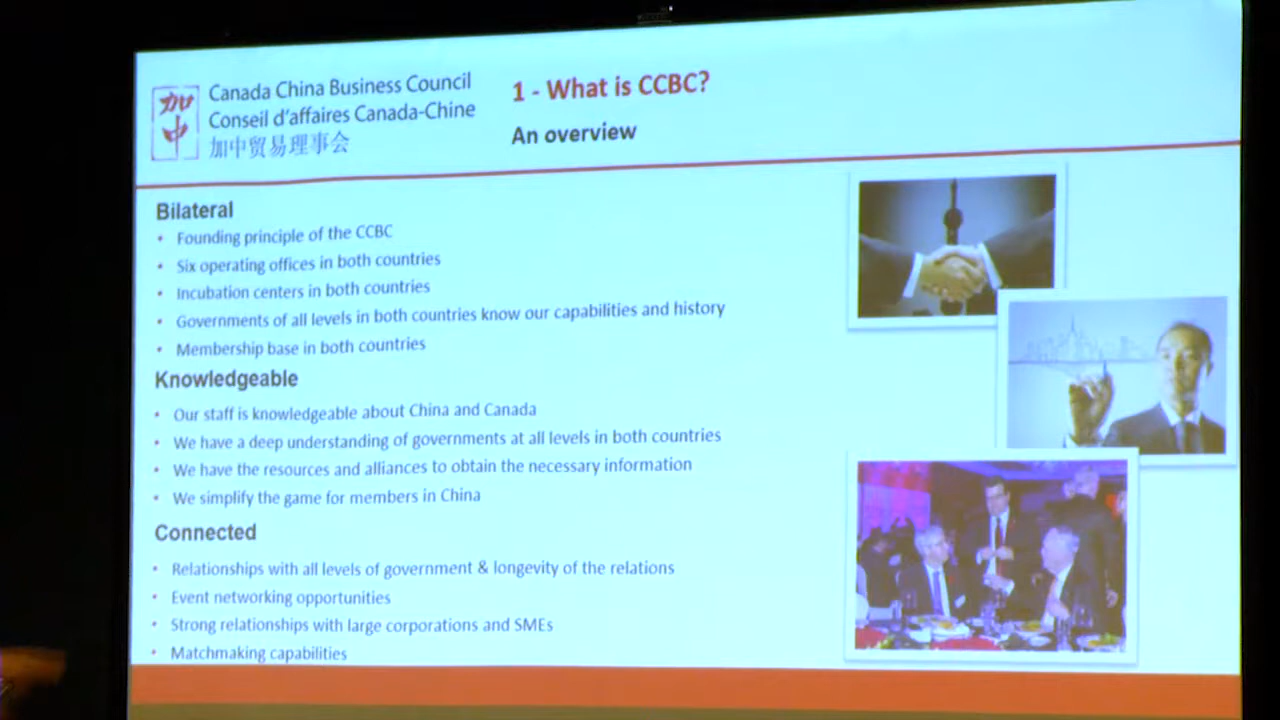 加中
Canada China Business Council
Conseil d'affaires Canada-Chine
加中贸易理事会
1 - What is CCBC?
An overview
Bilateral
• Founding principle of the CCBC
• Six operating offices in both countries
• Incubation centers in both countries
• Governments of all levels in both countries know our capabilities and history
• Membership base in both countries
Knowledgeable
• Our staff is knowledgeable about China and Canada
• We have a deep understanding of governments at all levels in both countries
• We have the resources and alliances to obtain the necessary information
• We simplify the game for members in China
Connected
• Relationships with all levels of government & longevity of the relations
• Event networking opportunities
• Strong relationships with large corporations and SMEs
• Matchmaking capabilities